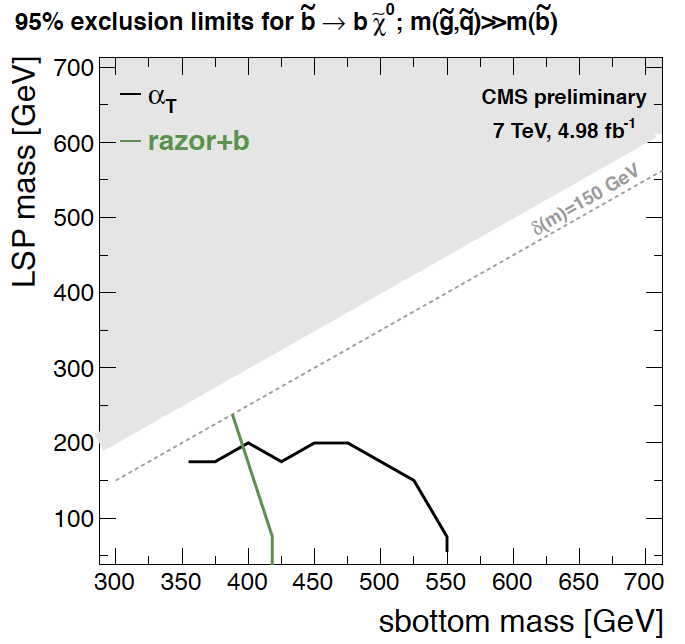 95% exclusion limits for b̃ → b χ̃⁰; m(g̃,q̃)≫m(b̃)
LSP mass [GeV]
700
600
500
400
300
200
100
α_T
razor+b
CMS preliminary
7 TeV, 4.98 fb⁻¹
δ(m)=150 GeV
300 350 400 450 500 550 600 650 700
sbottom mass [GeV]